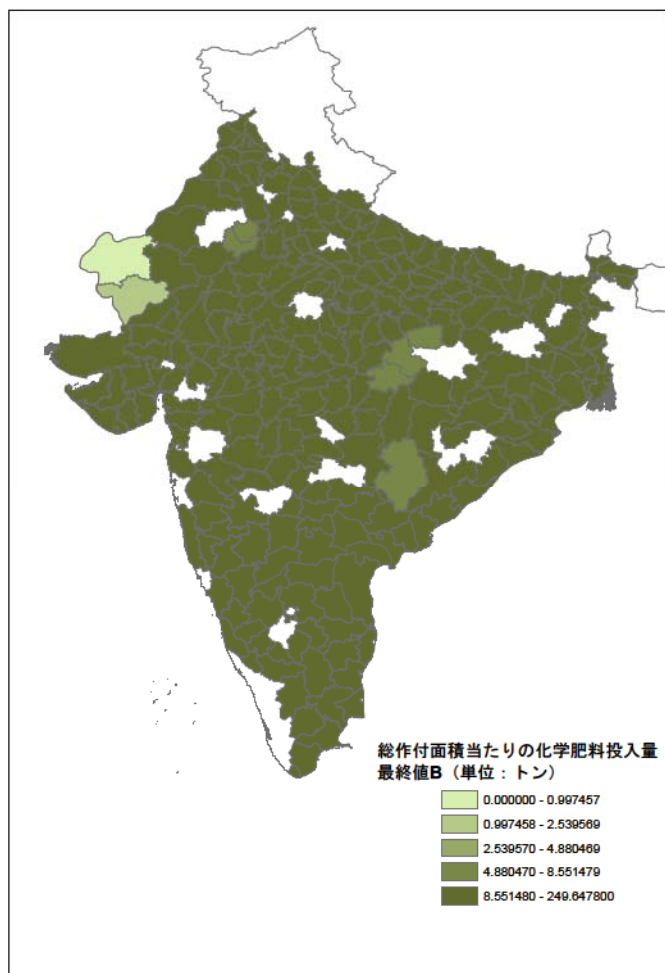 総作付面積当たりの化学肥料投入量
最終値B（単位：トン）
0.000000 - 0.997457
0.997458 - 2.539569
2.539570 - 4.880469
4.880470 - 8.551479
8.551480 - 249.647800